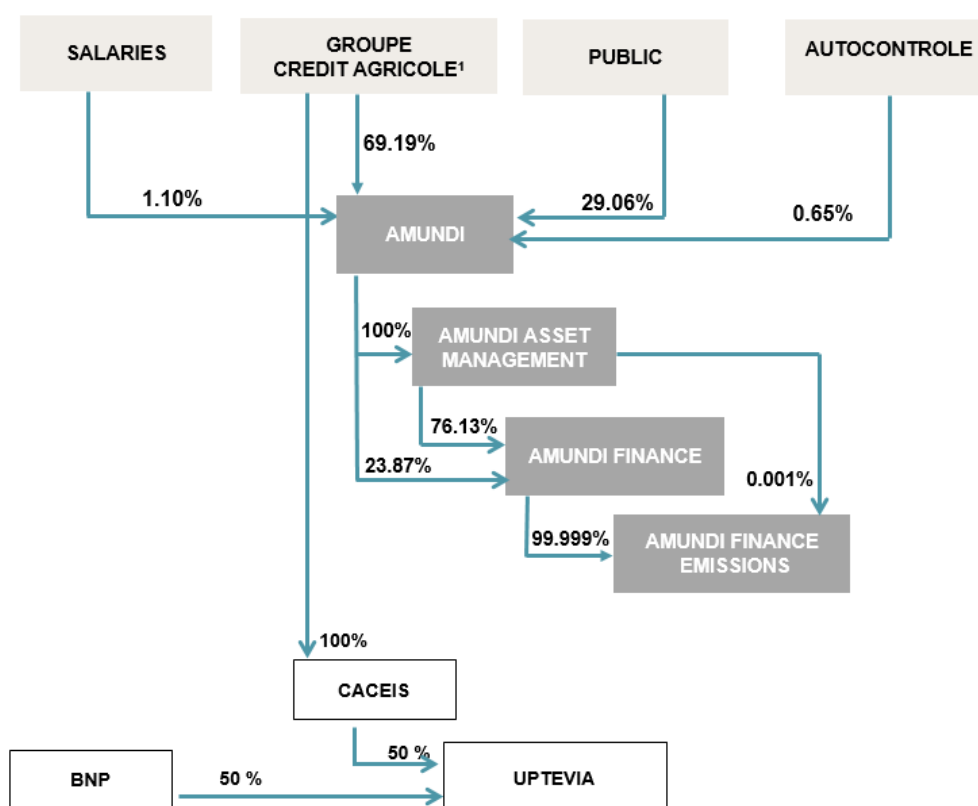 SALARIES
GROUPE
CREDIT AGRICOLE¹
PUBLIC
AUTOCONTROLE
69.19%
1.10%
29.06%
0.65%
AMUNDI
100%
AMUNDI ASSET
MANAGEMENT
76.13%
AMUNDI FINANCE
23.87%
0.001%
99.999%
AMUNDI FINANCE
EMISSIONS
100%
CACEIS
50 %
BNP
50 %
UPTEVIA